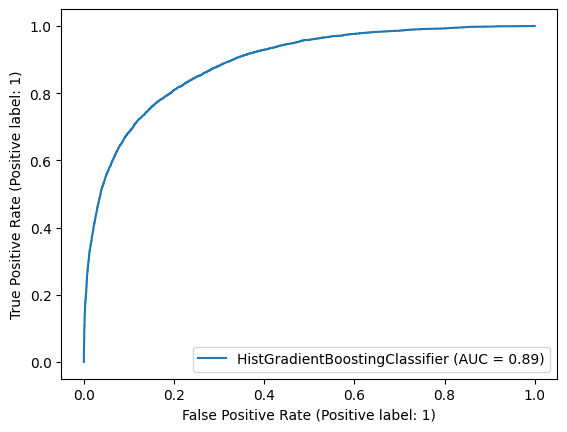 1.0
0.8
0.6
0.4
0.2
0.0
True Positive Rate (Positive label: 1)
HistGradientBoostingClassifier (AUC = 0.89)
0.0 0.2 0.4 0.6 0.8 1.0
False Positive Rate (Positive label: 1)